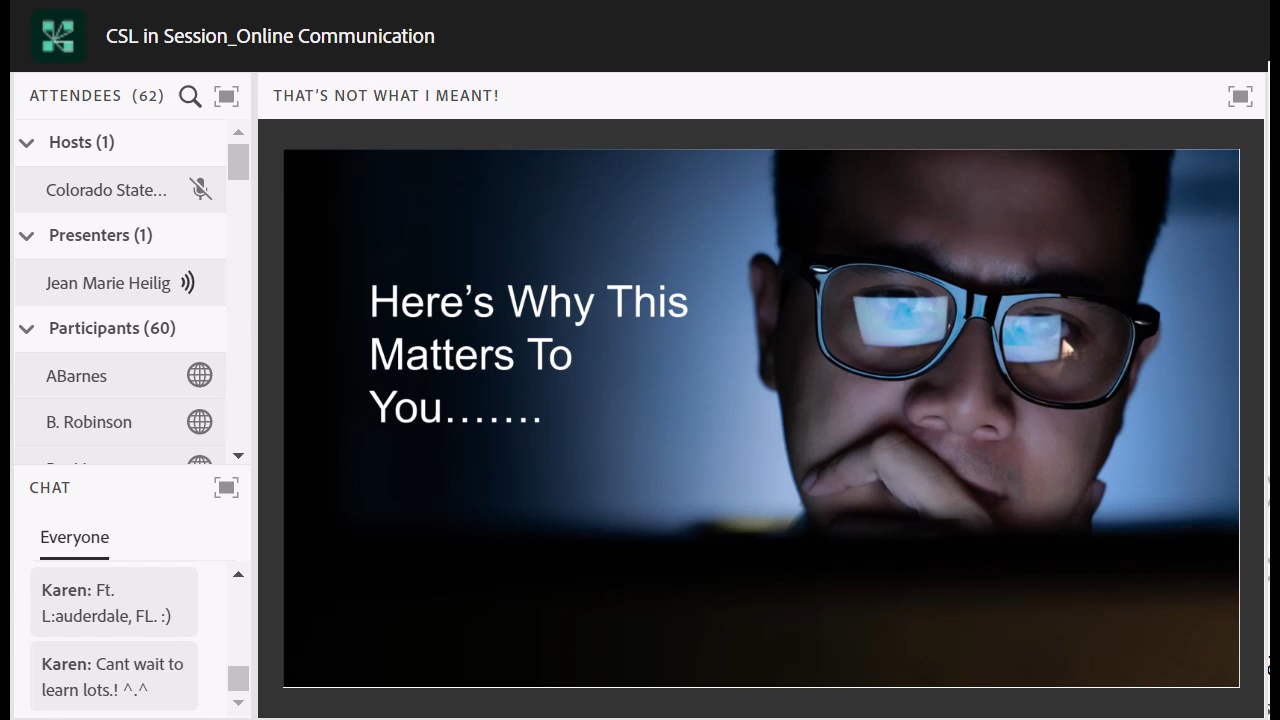 CSL in Session_Online Communication
ATTENDEES (62)
Hosts (1)
Colorado State...
Presenters (1)
Jean Marie Heilig
Participants (60)
ABarnes
B. Robinson
CHAT
Everyone
Karen: Ft.
L:auderdale, FL. :)
Karen: Cant wait to
learn lots.! ^.^
THAT'S NOT WHAT I MEANT!
Here’s Why This
Matters To
You.......